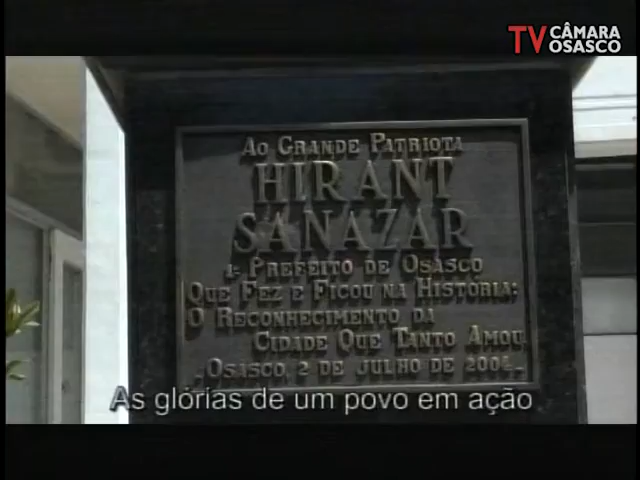 TV CÂMARA
OSASCO
AO GRANDE PATRIOTA
HIRANT
SANAZAR
1º PREFEITO DE OSASCO
QUE FEZ E FICOU NA HISTÓRIA;
O RECONHECIMENTO DA
CIDADE QUE TANTO AMOU
OSASCO, 2 DE JULHO DE 2004
As glórias de um povo em ação